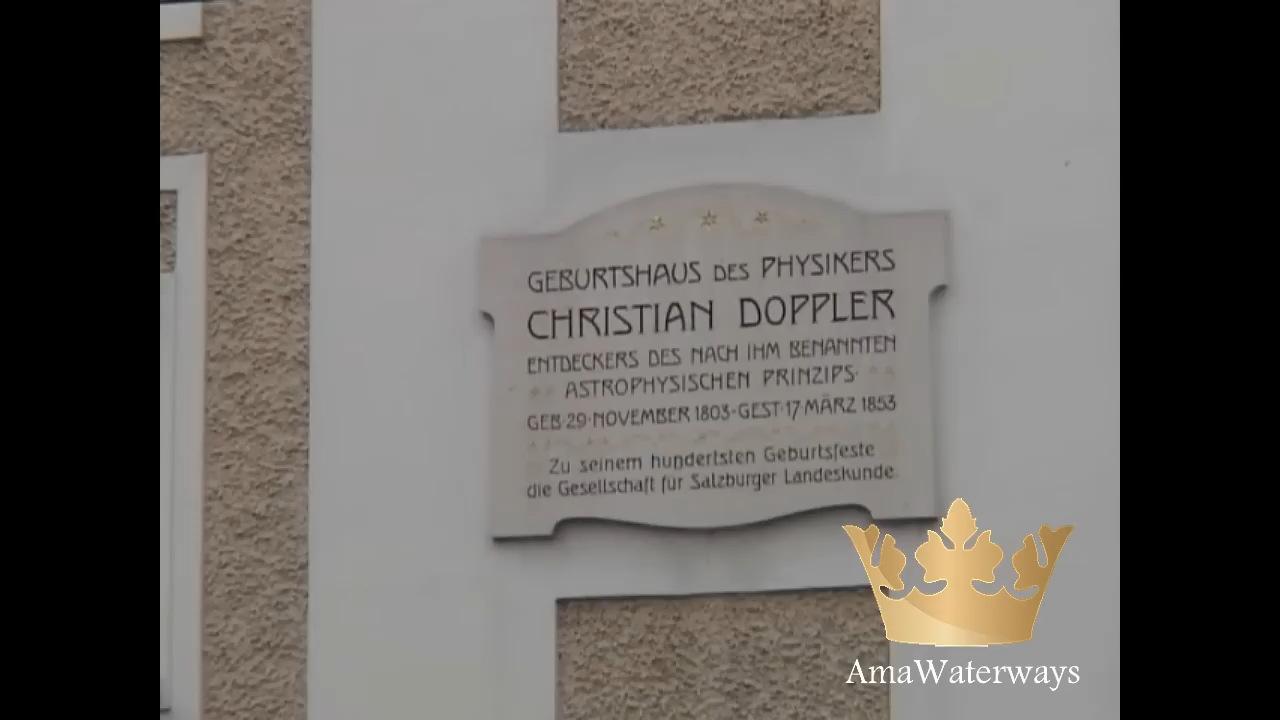 GEBURTSHAUS DES PHYSIKERS
CHRISTIAN DOPPLER
ENTDECKERS DES NACH IHM BENANNTEN
ASTROPHYSISCHEN PRINZIPS·
GEB·29·NOVEMBER 1803·GEST·17 MÄRZ 1853
Zu seinem hundertsten Geburtsfeste
die Gesellschaft für Salzburger Landeskunde.
AmaWaterways